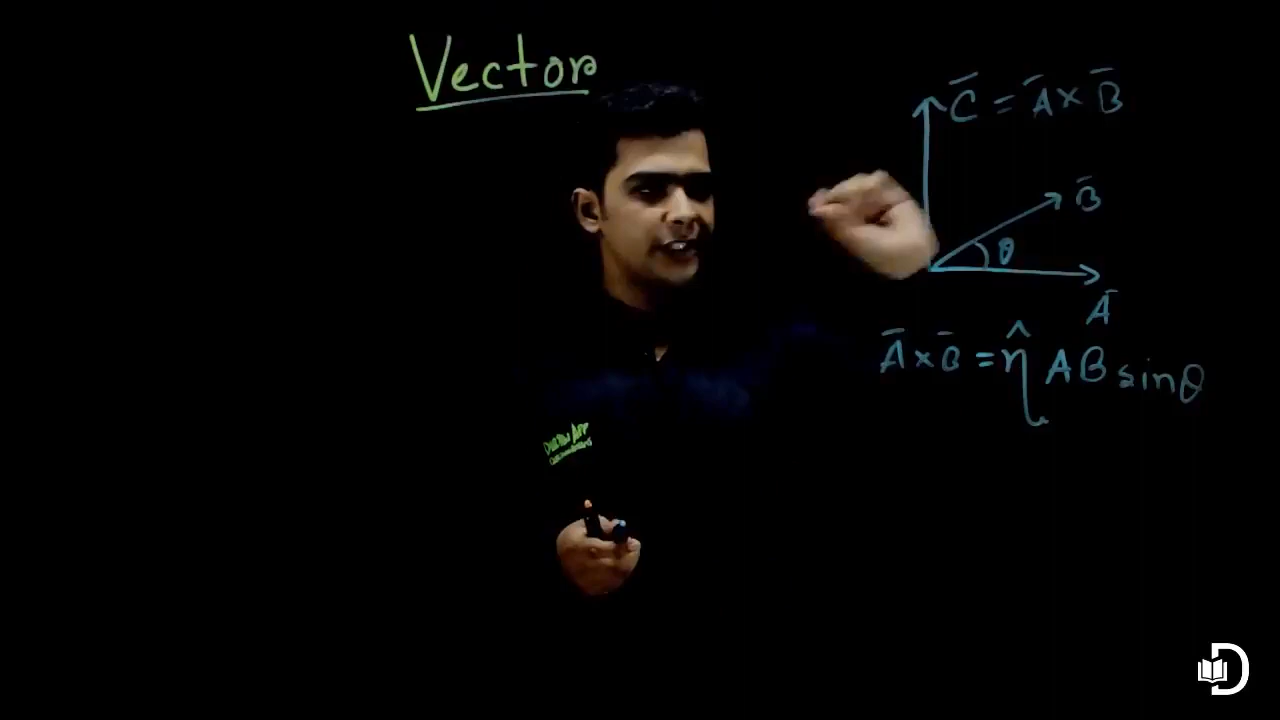 Vector
C̄ = Ā × B̄
B̄
θ
Ā
Ā × B̄ = η̂ AB sinθ